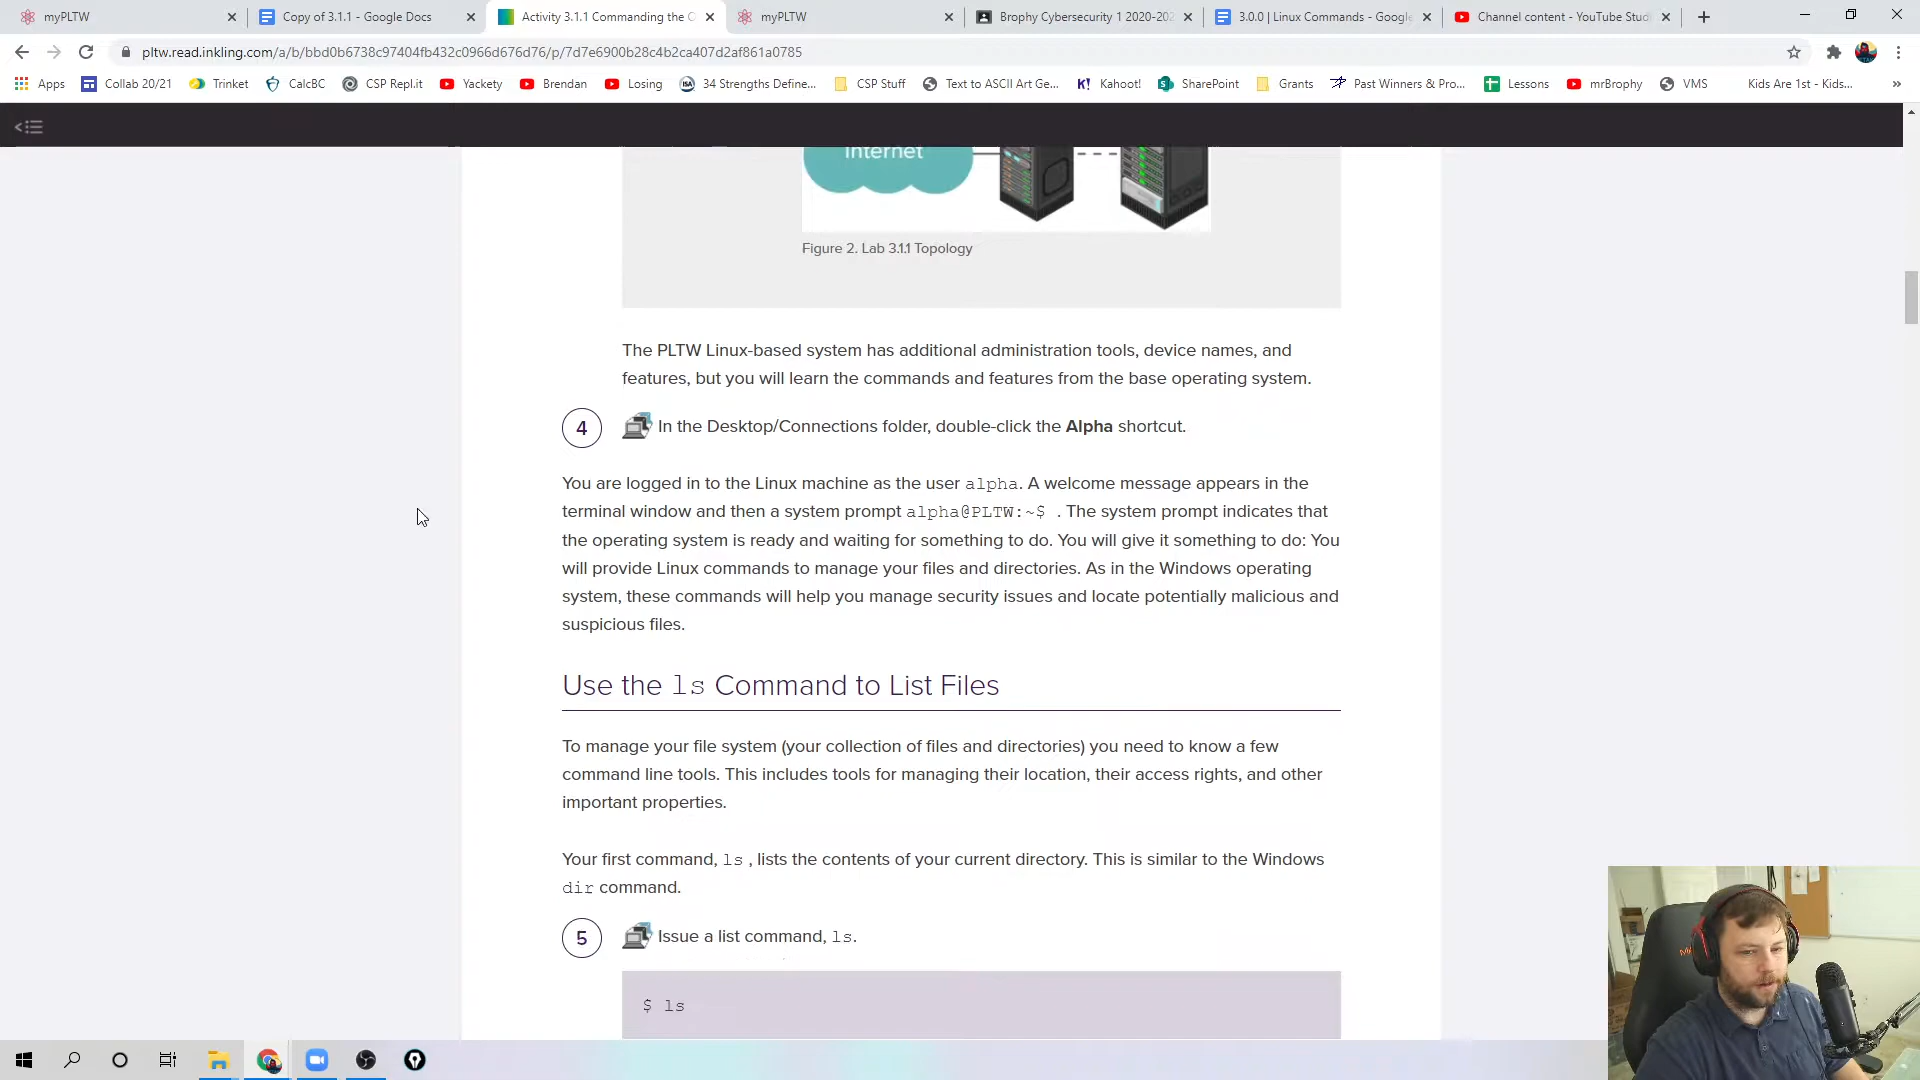 myPLTW
Copy of 3.1.1 - Google Docs
Activity 3.1.1 Commanding the O
myPLTW
Brophy Cybersecurity 1 2020-202
3.0.0 | Linux Commands - Google
Channel content - YouTube Stud
pltw.read.inkling.com/a/b/bbd0b6738c97404fb432c0966d676d76/p/7d7e6900b28c4b2ca407d2af861a0785
Apps
Collab 20/21
Trinket
CalcBC
CSP Repl.it
Yackety
Brendan
Losing
34 Strengths Define...
CSP Stuff
Text to ASCII Art Ge...
Kahoot!
SharePoint
Grants
Past Winners & Pro...
Lessons
mrBrophy
VMS
Kids Are 1st - Kids...
Internet
Figure 2. Lab 3.1.1 Topology
The PLTW Linux-based system has additional administration tools, device names, and
features, but you will learn the commands and features from the base operating system.
4 In the Desktop/Connections folder, double-click the Alpha shortcut.
You are logged in to the Linux machine as the user alpha. A welcome message appears in the
terminal window and then a system prompt alpha@PLTW:~$ . The system prompt indicates that
the operating system is ready and waiting for something to do. You will give it something to do: You
will provide Linux commands to manage your files and directories. As in the Windows operating
system, these commands will help you manage security issues and locate potentially malicious and
suspicious files.
Use the ls Command to List Files
To manage your file system (your collection of files and directories) you need to know a few
command line tools. This includes tools for managing their location, their access rights, and other
important properties.
Your first command, ls , lists the contents of your current directory. This is similar to the Windows
dir command.
5 Issue a list command, ls.
$ ls